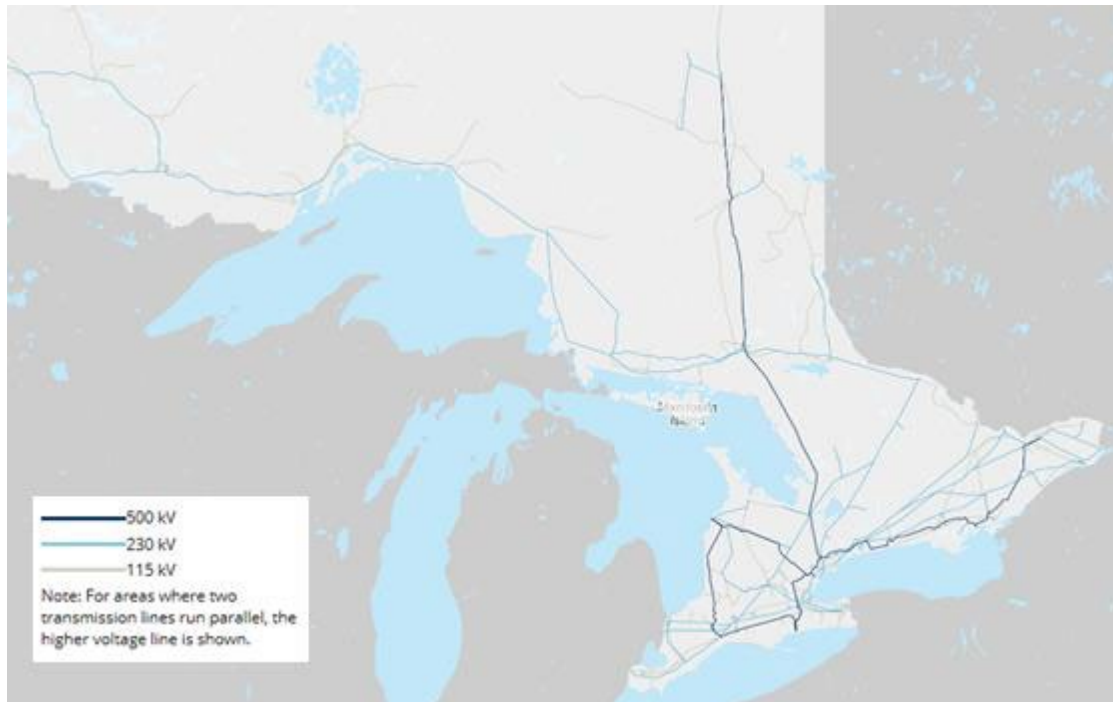 500 kV
230 kV
115 kV
Note: For areas where two
transmission lines run parallel, the
higher voltage line is shown.